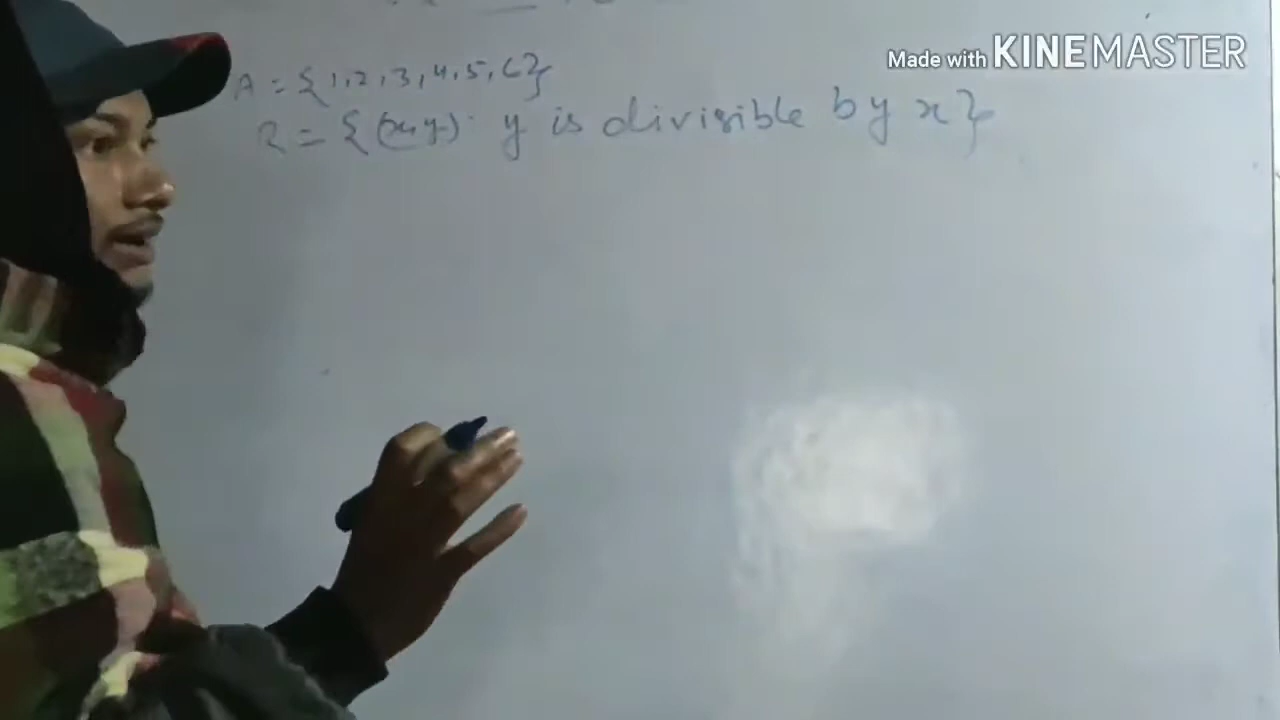 Made with KINEMASTER
A = {1,2,3,4,5,6}
R = {(x,y): y is divisible by x}